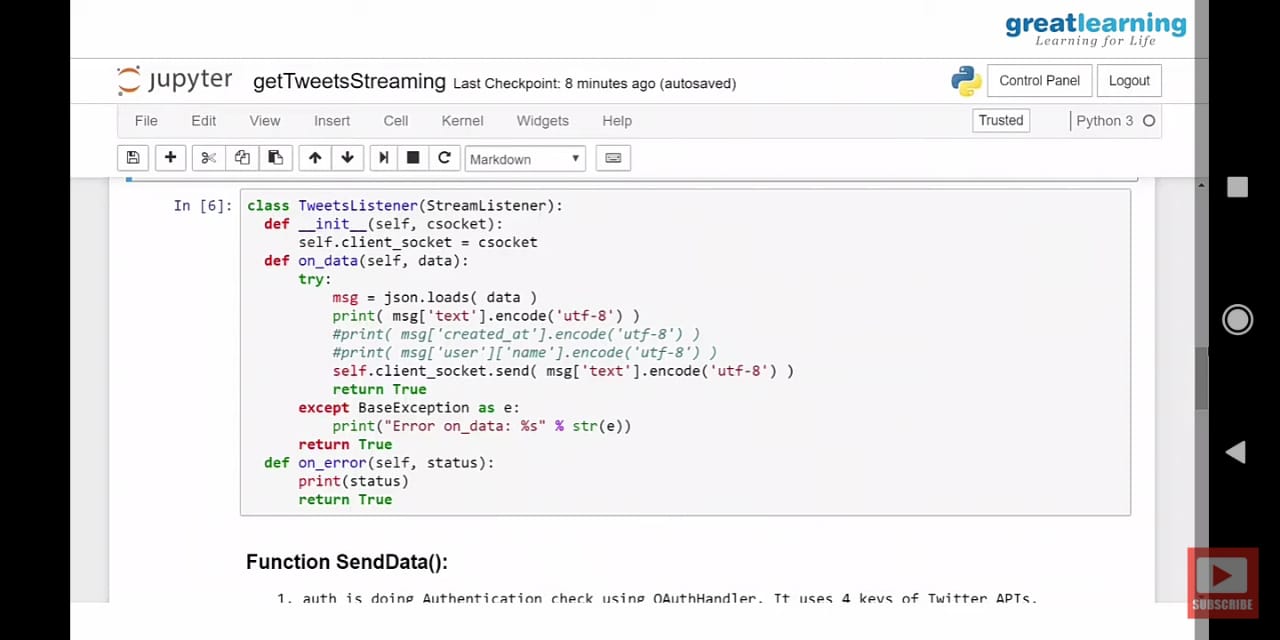 greatlearning
Learning for Life
jupyter getTweetsStreaming Last Checkpoint: 8 minutes ago (autosaved) Control Panel Logout
File Edit View Insert Cell Kernel Widgets Help Trusted Python 3
Markdown
In [6]: class TweetsListener(StreamListener):
def __init__(self, csocket):
self.client_socket = csocket
def on_data(self, data):
try:
msg = json.loads( data )
print( msg['text'].encode('utf-8') )
#print( msg['created_at'].encode('utf-8') )
#print( msg['user']['name'].encode('utf-8') )
self.client_socket.send( msg['text'].encode('utf-8') )
return True
except BaseException as e:
print("Error on_data: %s" % str(e))
return True
def on_error(self, status):
print(status)
return True
Function SendData():
1. auth is doing Authentication check using OAuthHandler. It uses 4 keys of Twitter APIs.
SUBSCRIBE